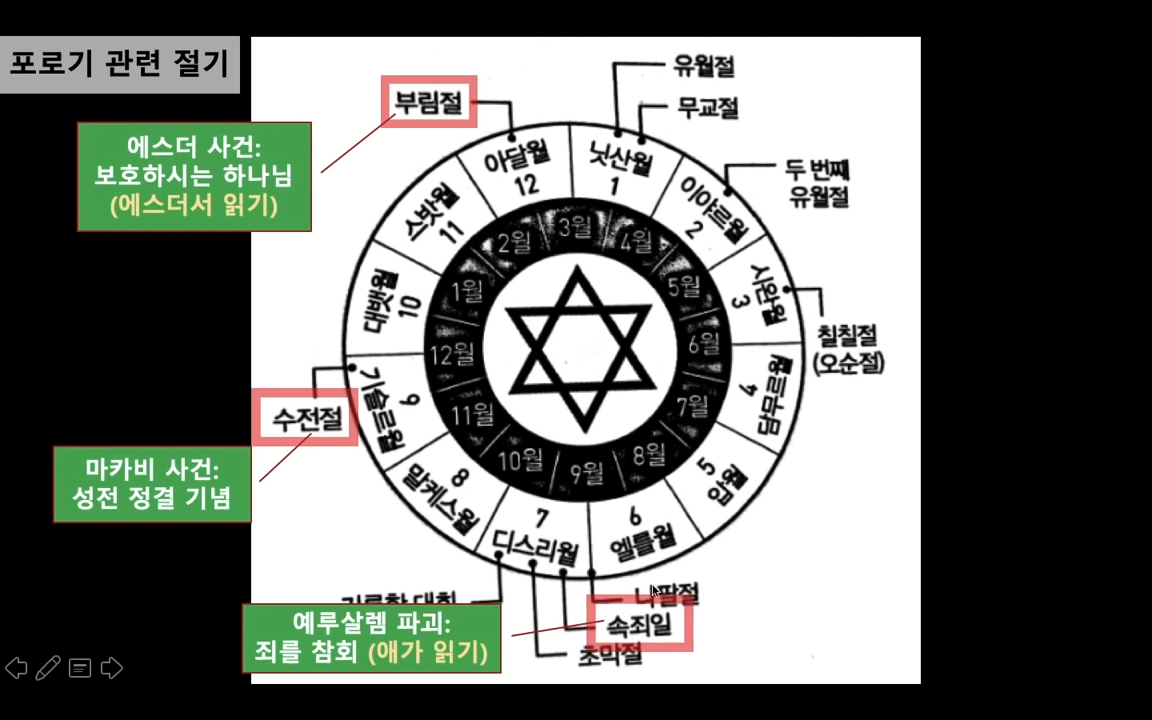 포로기 관련 절기
유월절
부림절
무교절
에스더 사건:
보호하시는 하나님
(에스더서 읽기)
두 번째
유월절
칠칠절
(오순절)
수전절
마카비 사건:
성전 정결 기념
나팔절
속죄일
초막절
예루살렘 파괴:
죄를 참회 (애가 읽기)
닛산월
1
이야르월
2
시완월
3
담무르월
4
압월
5
6
엘룰월
7
디스리월
8
말케스월
기슬르월
9
대뱃월
10
스밧월
11
아달월
12
3월
4월
5월
6월
7월
8월
9월
10월
11월
12월
1월
2월